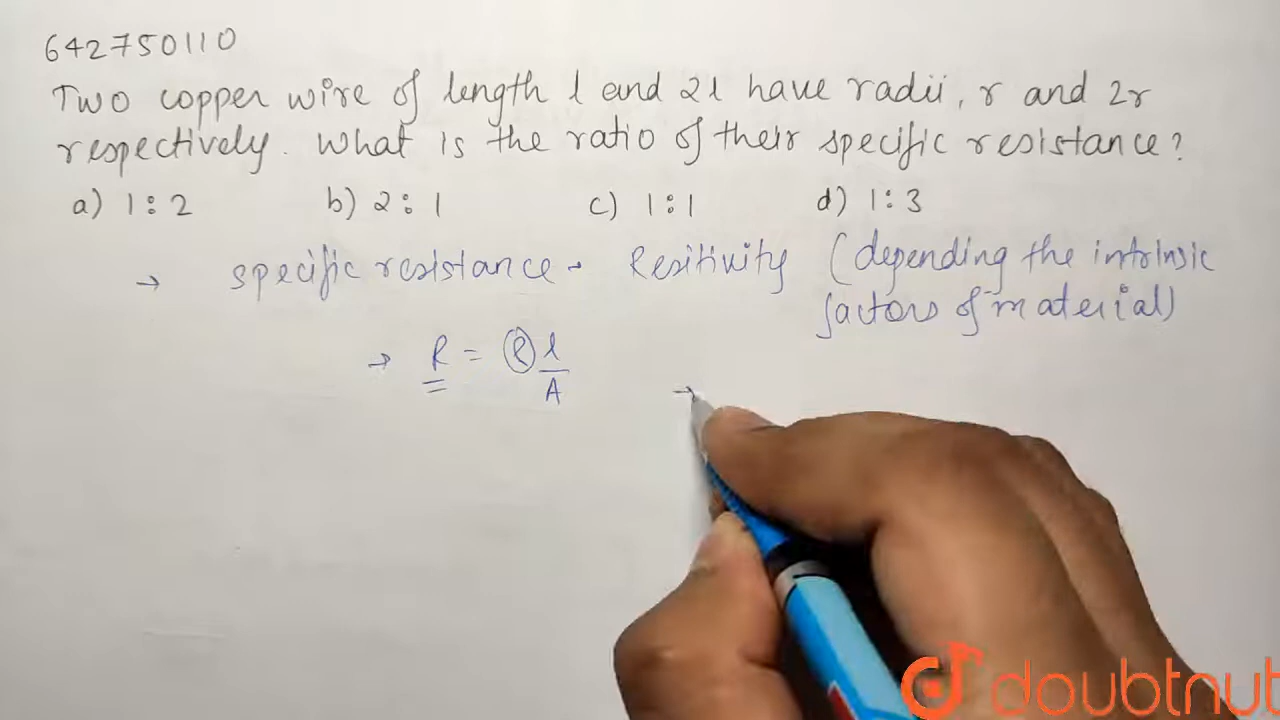 642750110
Two copper wire of length l and 2l have radii, r and 2r
respectively. What is the ratio of their specific resistance?
a) 1:2 b) 2:1 c) 1:1 d) 1:3
→ specific resistance - Resitivity (depending the intrinsic
factors of material)
→ R = ρ l/A →
doubtnut